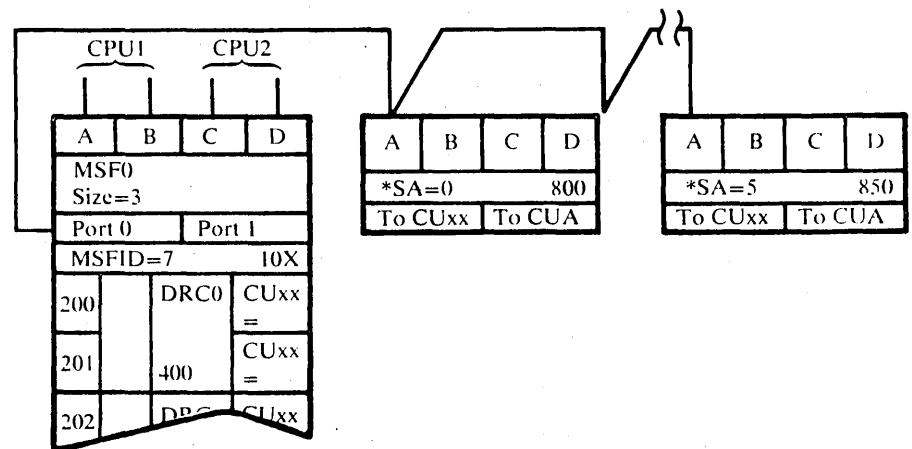 CPU1 CPU2
A B C D
MSF0
Size=3
Port 0 Port 1
MSFID=7 10X
200 DRC0 CUxx
=
201 400 CUxx
=
202 CUxx
A B C D
*SA=0 800
To CUxx To CUA
A B C D
*SA=5 850
To CUxx To CUA